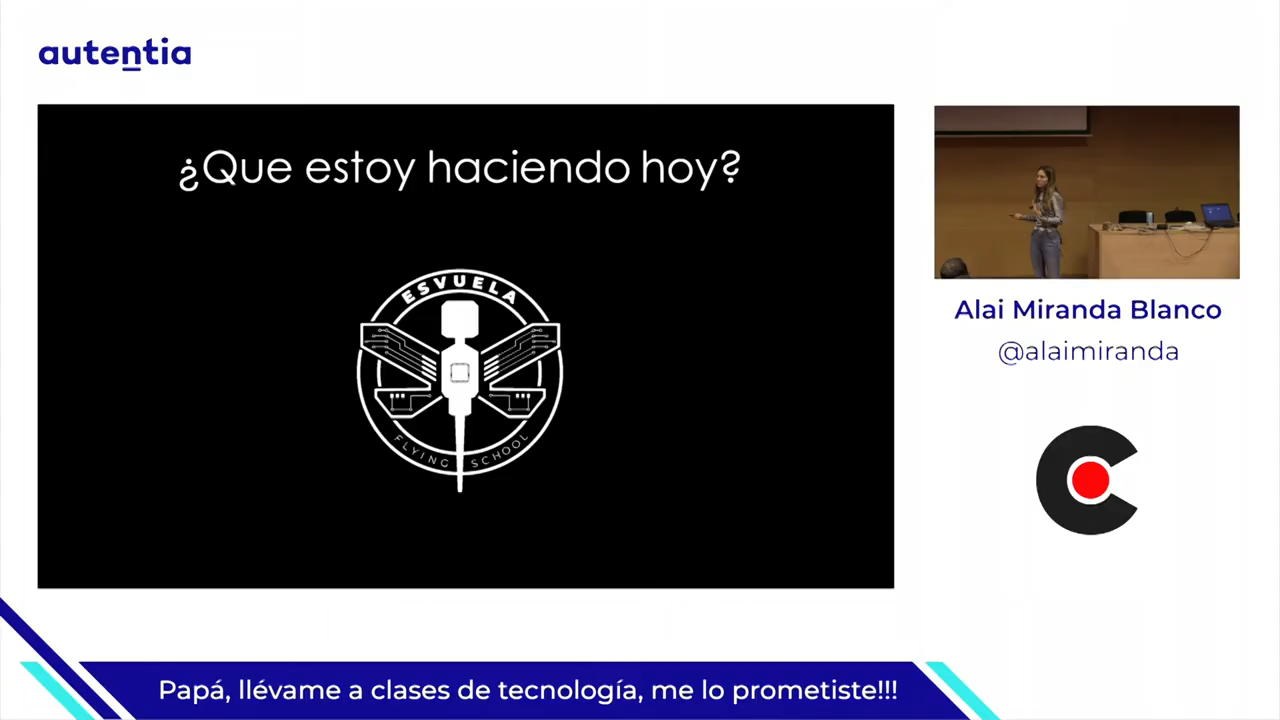 autentia
¿Que estoy haciendo hoy?
ESVUELA
FLYING SCHOOL
Alai Miranda Blanco
@alaimiranda
Papá, llévame a clases de tecnología, me lo prometiste!!!